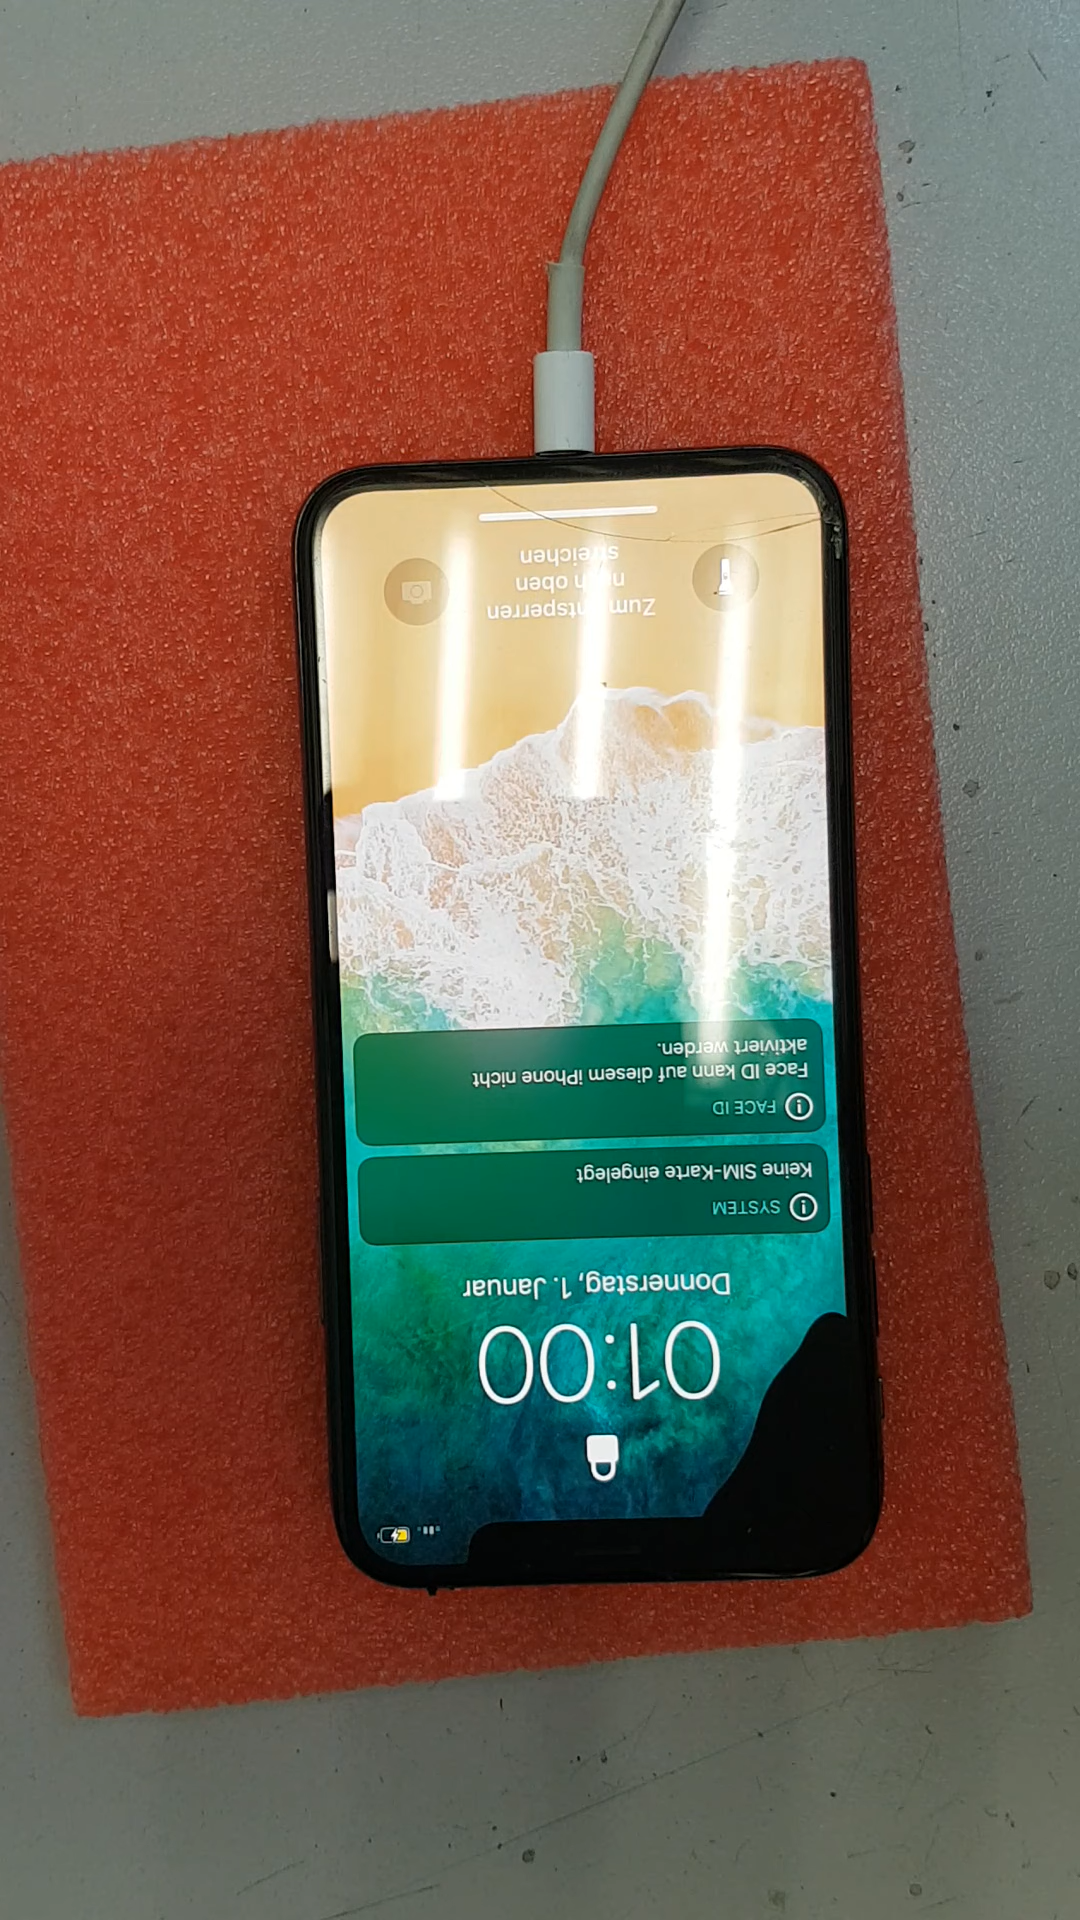 01:00
Donnerstag, 1. Januar
SYSTEM
Keine SIM-Karte eingelegt
FACE ID
Face ID kann auf diesem iPhone nicht
aktiviert werden.
Zum Entsperren
nach oben
streichen